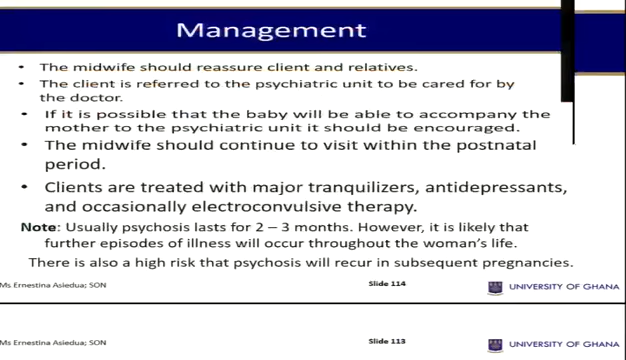 Management
• The midwife should reassure client and relatives.
• The client is referred to the psychiatric unit to be cared for by
the doctor.
• If it is possible that the baby will be able to accompany the
mother to the psychiatric unit it should be encouraged.
• The midwife should continue to visit within the postnatal
period.
• Clients are treated with major tranquilizers, antidepressants,
and occasionally electroconvulsive therapy.
Note: Usually psychosis lasts for 2 – 3 months. However, it is likely that
further episodes of illness will occur throughout the woman's life.
There is also a high risk that psychosis will recur in subsequent pregnancies.
Ms Ernestina Asiedua; SON Slide 114 UNIVERSITY OF GHANA
Ms Ernestina Asiedua; SON Slide 113 UNIVERSITY OF GHANA